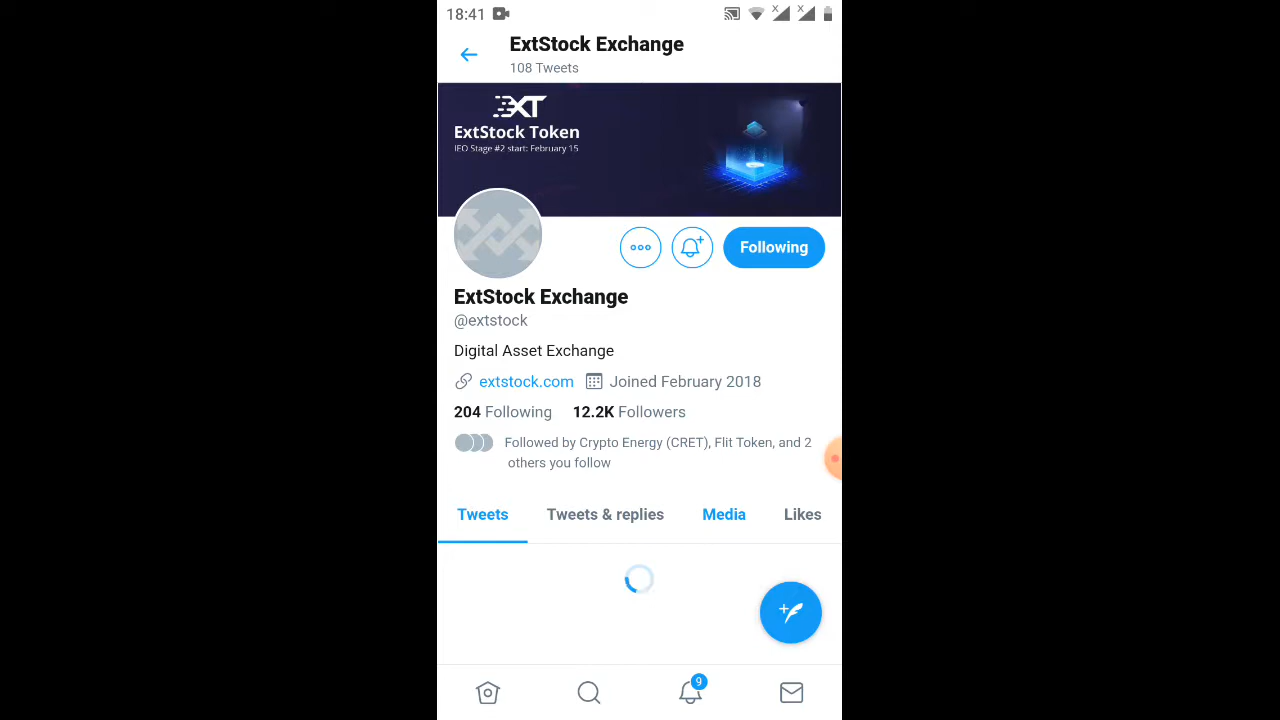 18:41
ExtStock Exchange
108 Tweets
EXT
ExtStock Token
IEO Stage #2 start: February 15
Following
ExtStock Exchange
@extstock
Digital Asset Exchange
extstock.com Joined February 2018
204 Following 12.2K Followers
Followed by Crypto Energy (CRET), Flit Token, and 2
others you follow
Tweets Tweets & replies Media Likes
9